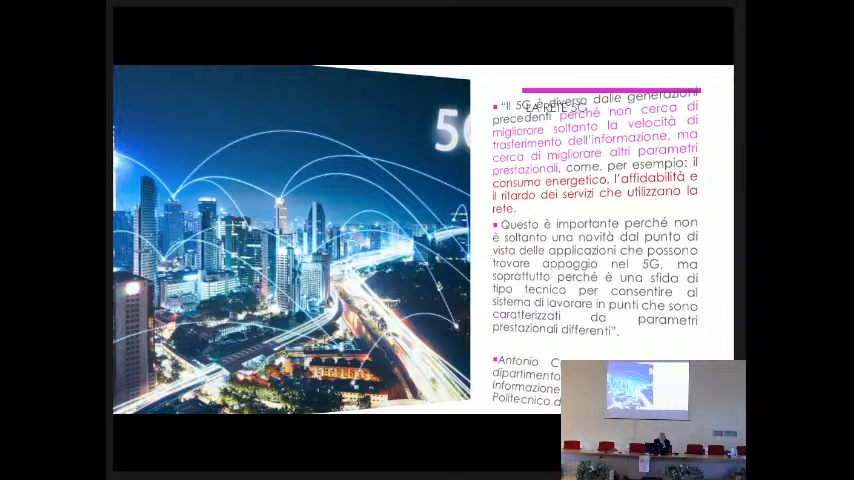 5G
LA RETE 5G
"Il 5G è diverso dalle generazioni
precedenti perché non cerca di
migliorare soltanto la velocità di
trasferimento dell'informazione, ma
cerca di migliorare altri parametri
prestazionali, come, per esempio: il
consumo energetico, l'affidabilità e
il ritardo dei servizi che utilizzano la
rete.
Questo è importante perché non
è soltanto una novità dal punto di
vista delle applicazioni che possono
trovare appoggio nel 5G, ma
soprattutto perché è una sfida di
tipo tecnico per consentire al
sistema di lavorare in punti che sono
caratterizzati da parametri
prestazionali differenti".
Antonio C
dipartimento
Informazione
Politecnico d